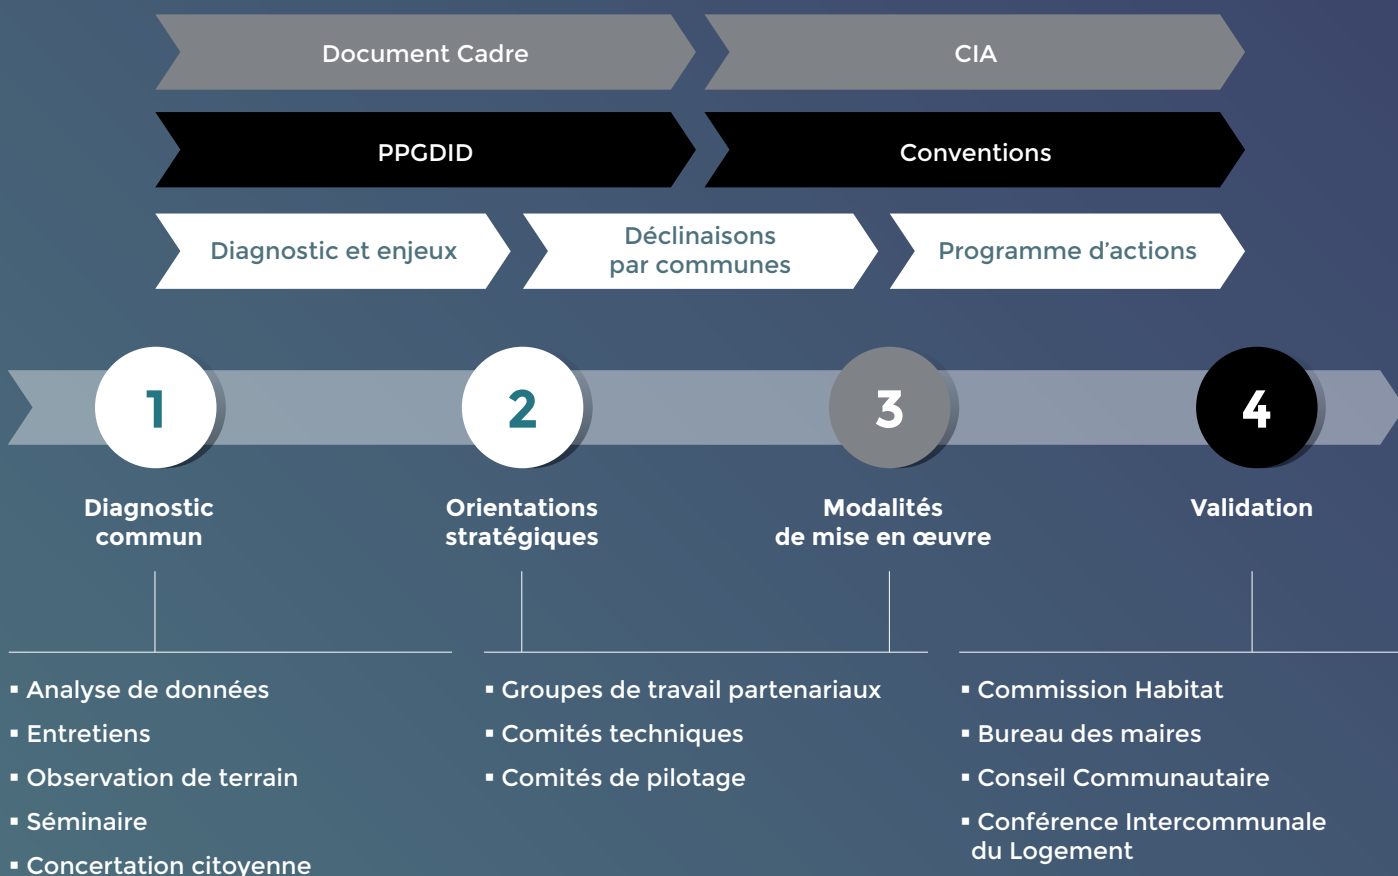 Document Cadre
CIA
PPGDID
Conventions
Diagnostic et enjeux
Déclinaisons
par communes
Programme d’actions
1
2
3
4
Diagnostic
commun
Orientations
stratégiques
Modalités
de mise en œuvre
Validation
▪ Analyse de données
▪ Entretiens
▪ Observation de terrain
▪ Séminaire
▪ Concertation citoyenne
▪ Groupes de travail partenariaux
▪ Comités techniques
▪ Comités de pilotage
▪ Commission Habitat
▪ Bureau des maires
▪ Conseil Communautaire
▪ Conférence Intercommunale
du Logement